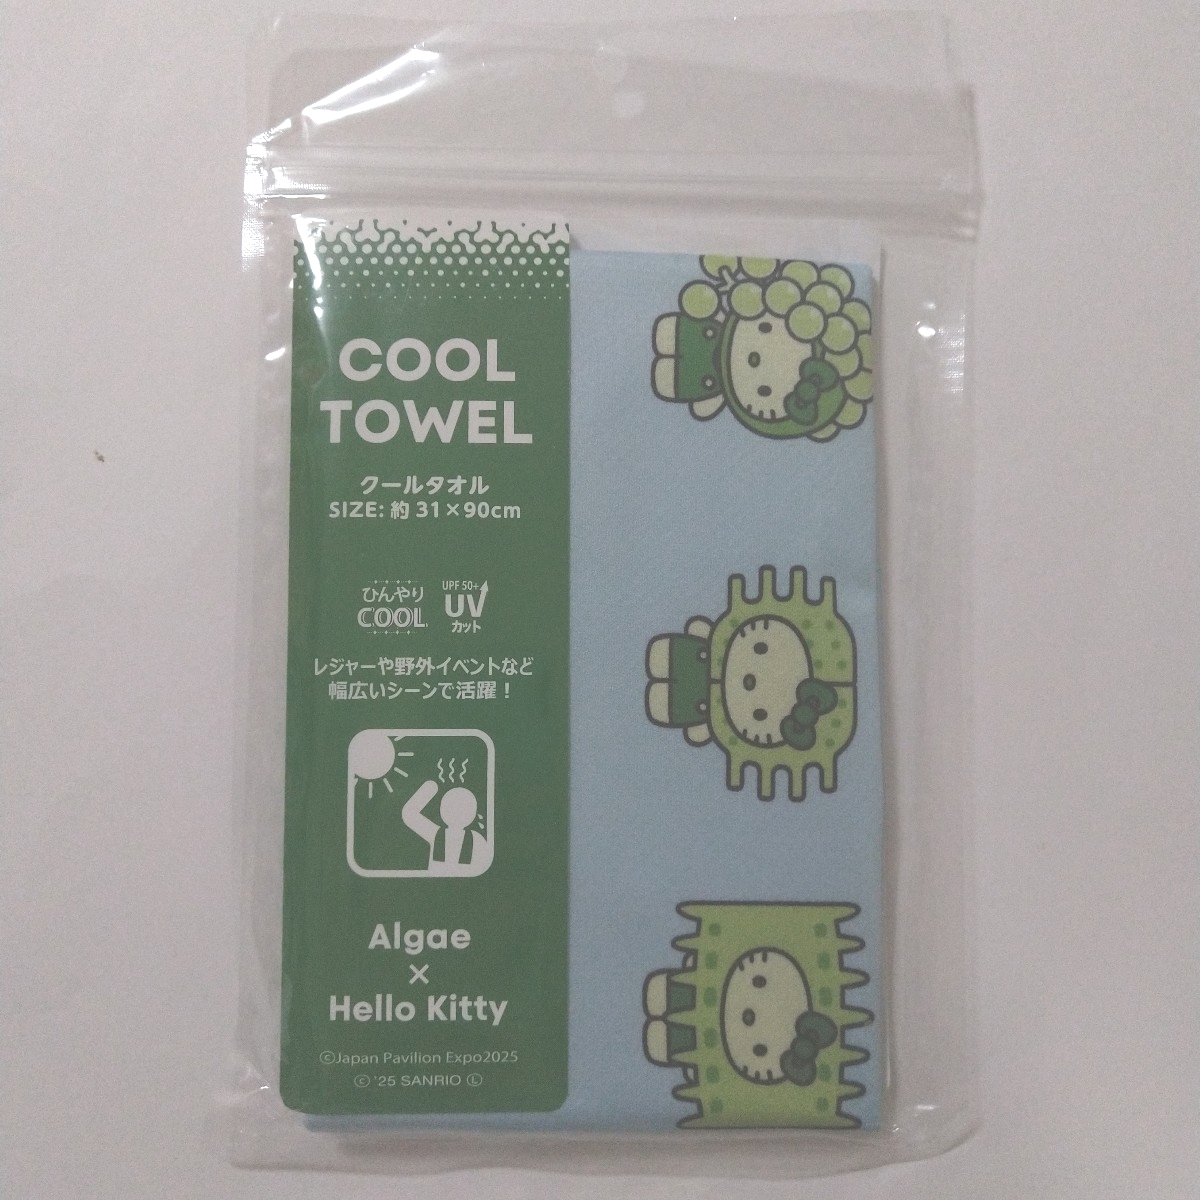 COOL
TOWEL
クールタオル
SIZE: 約 31×90cm
ひんやり
COOL
UPF 50+
UV
カット
レジャーや野外イベントなど
幅広いシーンで活躍！
Algae
×
Hello Kitty
©Japan Pavilion Expo2025
© '25 SANRIO Ⓛ